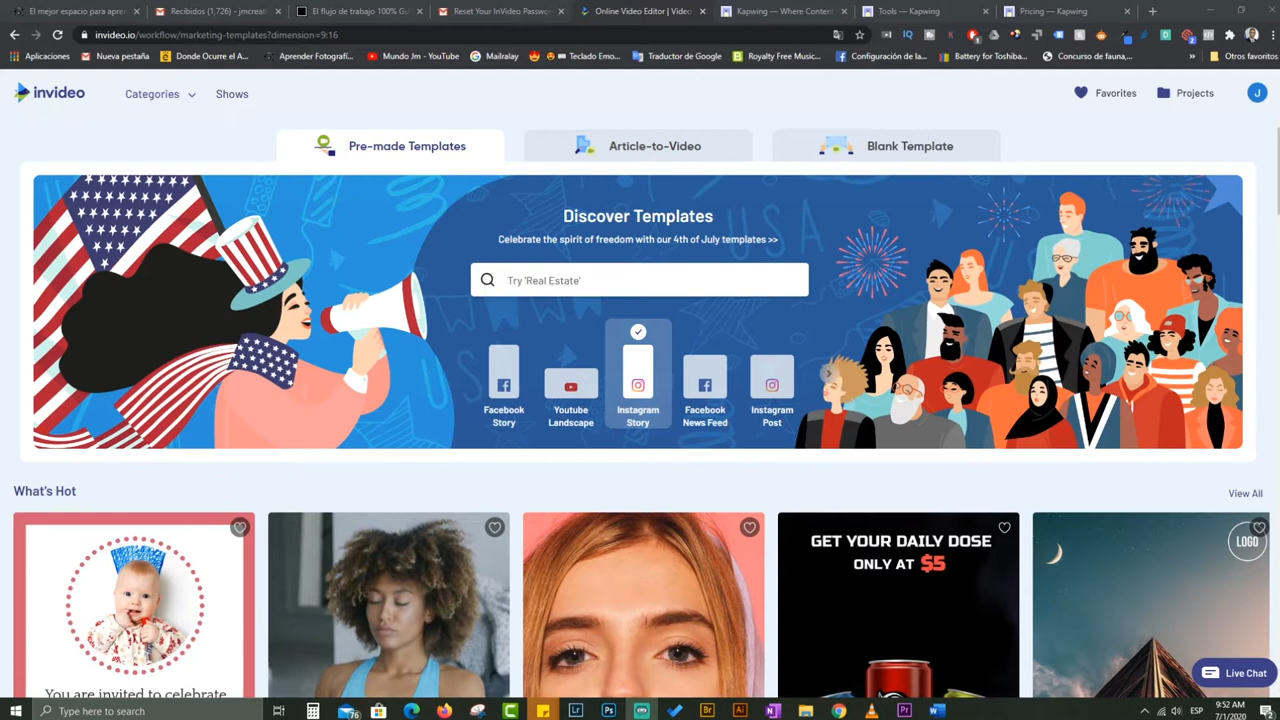 El mejor espacio para apren
Recibidos (1,726) - jmcreati
El flujo de trabajo 100% Gu
Reset Your InVideo Passwo
Online Video Editor | Video
Kapwing — Where Content
Tools — Kapwing
Pricing — Kapwing
invideo.io/workflow/marketing-templates?dimension=9:16
Aplicaciones
Nueva pestaña
Donde Ocurre el A...
Aprender Fotografí...
Mundo Jm - YouTube
Mailralay
Teclado Emo...
Traductor de Google
Royalty Free Music...
Configuración de la...
Battery for Toshiba...
Concurso de fauna,...
Otros favoritos
invideo
Categories
Shows
Favorites
Projects
J
Pre-made Templates
Article-to-Video
Blank Template
Discover Templates
Celebrate the spirit of freedom with our 4th of July templates >>
USA
Try 'Real Estate'
Facebook
Story
Youtube
Landscape
Instagram
Story
Facebook
News Feed
Instagram
Post
What's Hot
View All
You are invited to celebrate
GET YOUR DAILY DOSE
ONLY AT $5
LOGO
Live Chat
Type here to search
76
ESP
9:52 AM
7/1/2020